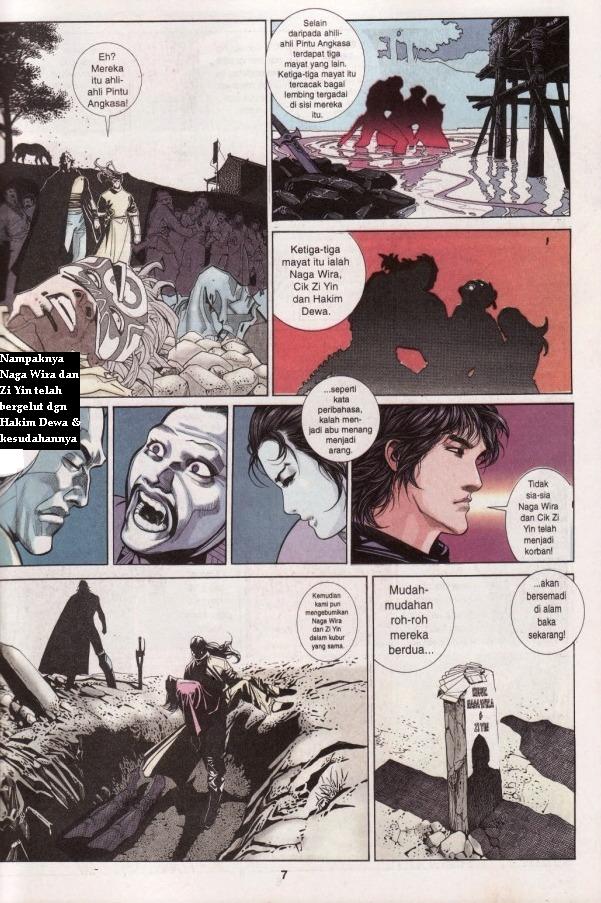 Eh?
Mereka
itu ahli-
ahli Pintu
Angkasa!
Selain
daripada ahli-
ahli Pintu Angkasa
terdapat tiga
mayat yang lain.
Ketiga-tiga mayat itu
tercacak bagai
lembing tergadai
di sisi mereka
itu.
Ketiga-tiga
mayat itu ialah
Naga Wira,
Cik Zi Yin
dan Hakim
Dewa.
Nampaknya
Naga Wira dan
Zi Yin telah
bergelut dgn
Hakim Dewa &
kesudahannya
...seperti
kata
peribahasa,
kalah men-
jadi abu menang
menjadi
arang.
Tidak
sia-sia
Naga Wira
dan Cik Zi
Yin telah
menjadi
korban!
Kemudian
kami pun
mengebumikan
Naga Wira
dan Zi Yin
dalam kubur
yang sama.
Mudah-
mudahan
roh-roh
mereka
berdua...
...akan
bersemadi
di alam
baka
sekarang!
NAGA WIRA
&
ZI YIN
7